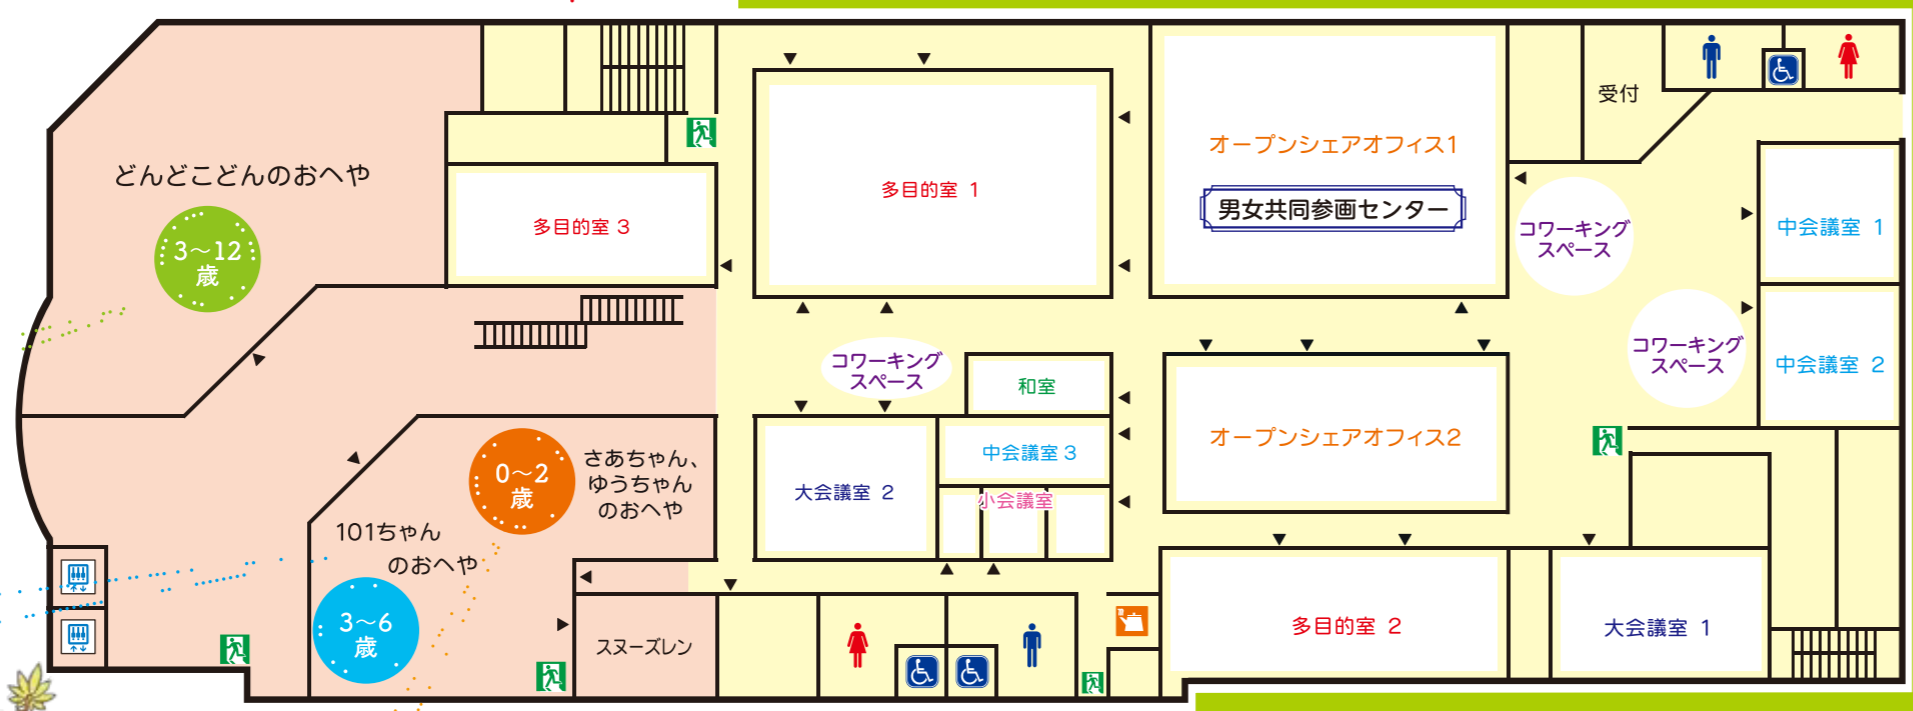 受付
どんどこどんのおへや
3〜12
歳
多目的室 3
多目的室 1
オープンシェアオフィス1
男女共同参画センター
コワーキング
スペース
中会議室 1
コワーキング
スペース
中会議室 2
コワーキング
スペース
和室
中会議室 3
小会議室
大会議室 2
オープンシェアオフィス2
0〜2
歳
さあちゃん、
ゆうちゃん
のおへや
101ちゃん
のおへや
3〜6
歳
スヌーズレン
多目的室 2
大会議室 1